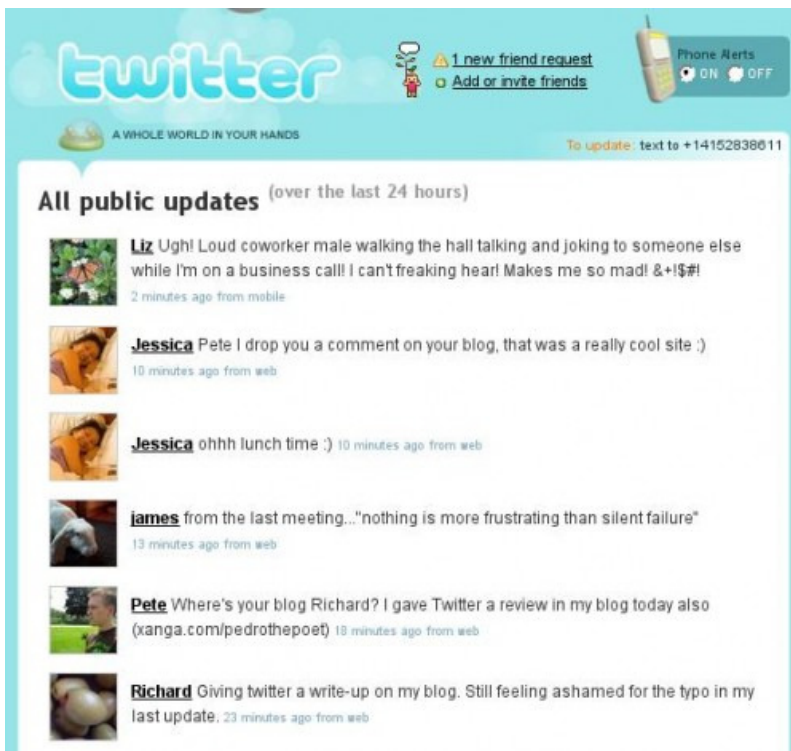 twitter
1 new friend request
Add or invite friends
Phone Alerts
ON OFF
A WHOLE WORLD IN YOUR HANDS
To update: text to +14152838611
All public updates (over the last 24 hours)
Liz Ugh! Loud coworker male walking the hall talking and joking to someone else
while I'm on a business call! I can't freaking hear! Makes me so mad! &+!$#!
2 minutes ago from mobile
Jessica Pete I drop you a comment on your blog, that was a really cool site :)
10 minutes ago from web
Jessica ohhh lunch time :) 10 minutes ago from web
james from the last meeting..."nothing is more frustrating than silent failure"
13 minutes ago from web
Pete Where's your blog Richard? I gave Twitter a review in my blog today also
(xanga.com/pedrothepoet) 18 minutes ago from web
Richard Giving twitter a write-up on my blog. Still feeling ashamed for the typo in my
last update. 23 minutes ago from web